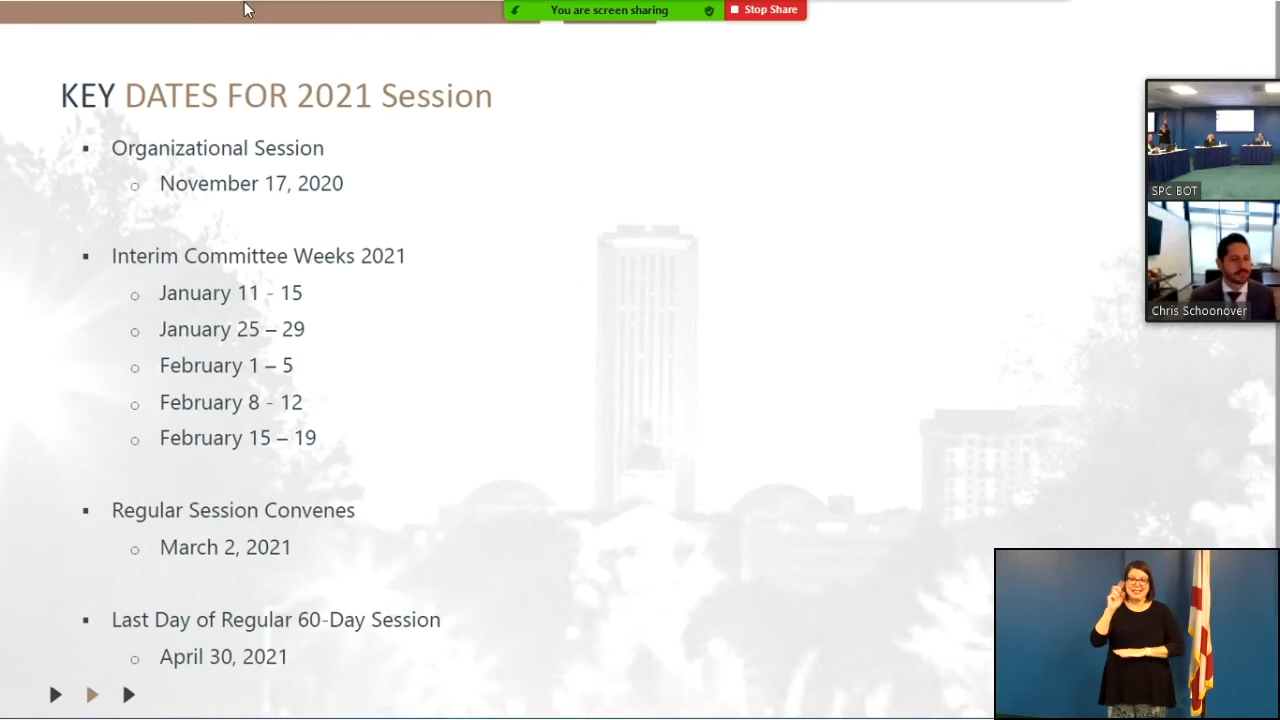 You are screen sharing
Stop Share
KEY DATES FOR 2021 Session
▪ Organizational Session
o November 17, 2020
▪ Interim Committee Weeks 2021
o January 11 - 15
o January 25 – 29
o February 1 – 5
o February 8 - 12
o February 15 – 19
▪ Regular Session Convenes
o March 2, 2021
▪ Last Day of Regular 60-Day Session
o April 30, 2021
SPC BOT
Chris Schoonover